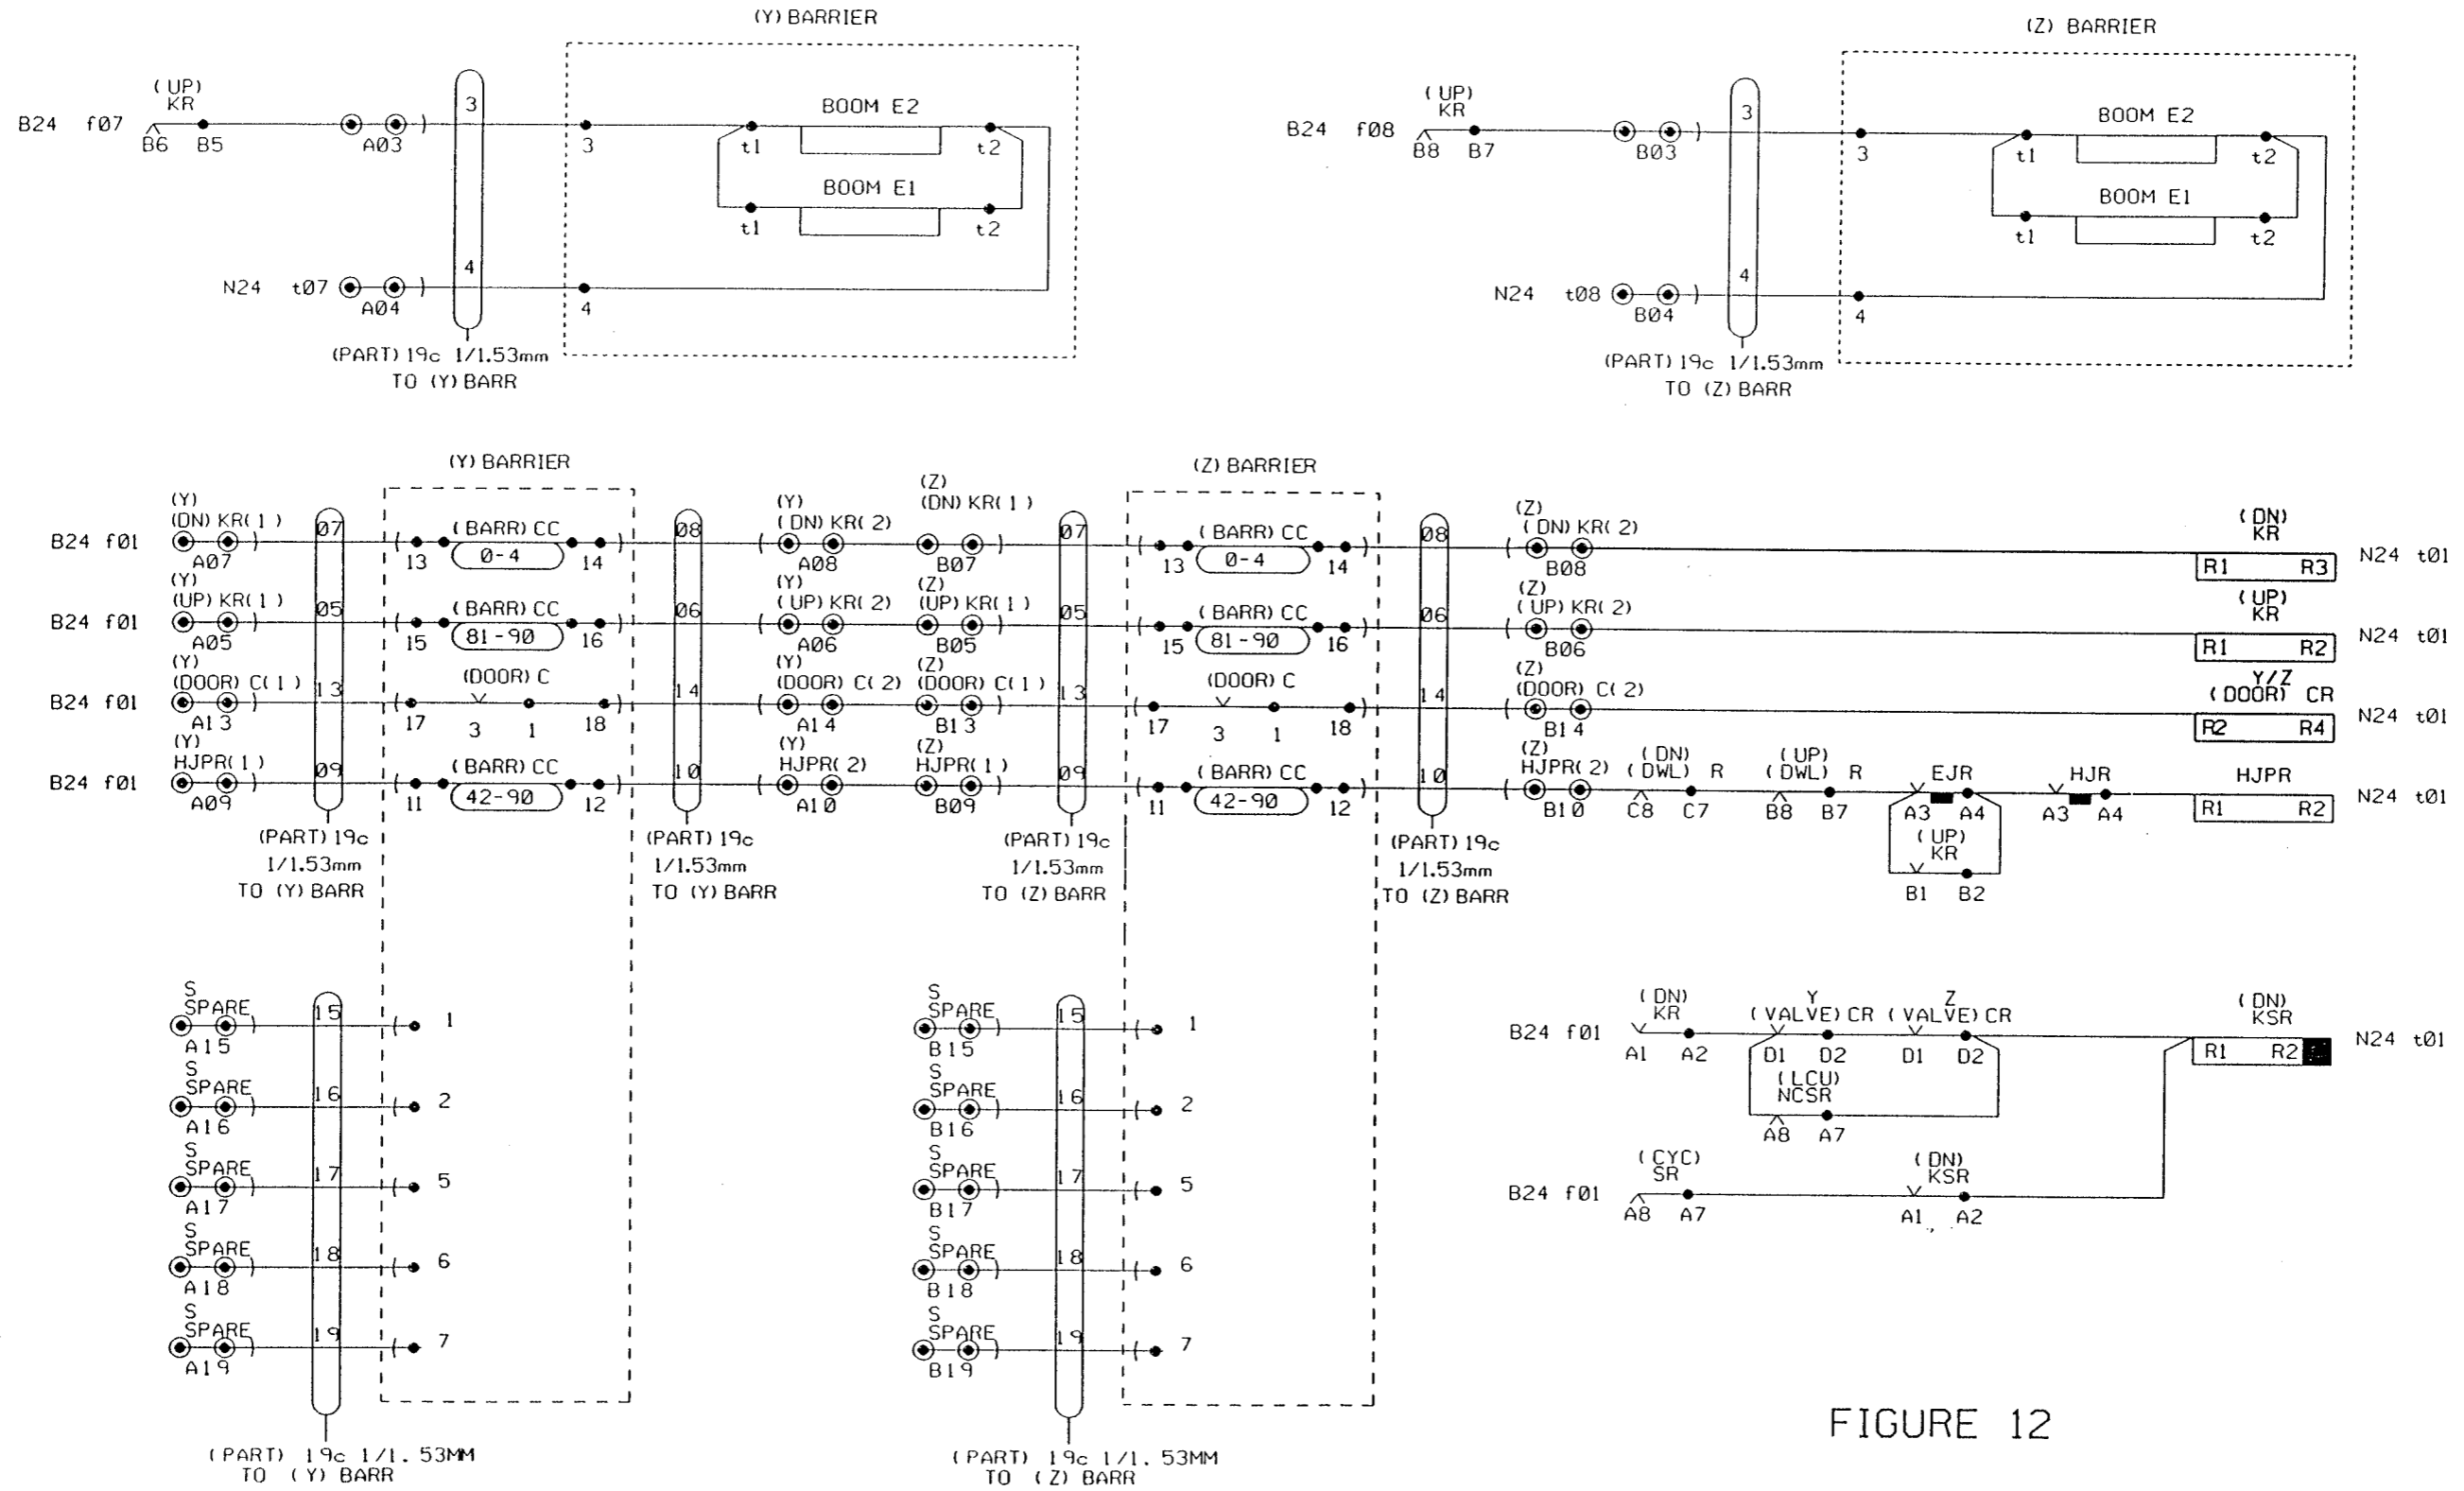 (Y) BARRIER
(UP)
KR
B24 f07
B6 B5
A03
3
3
BOOM E2
t1 t2
BOOM E1
t1 t2
4
N24 t07
A04
4
(PART) 19c 1/1.53mm
TO (Y) BARR
(Z) BARRIER
(UP)
KR
B24 f08
B8 B7
B03
3
3
BOOM E2
t1 t2
BOOM E1
t1 t2
4
N24 t08
B04
4
(PART) 19c 1/1.53mm
TO (Z) BARR
(Y) BARRIER
(Z) BARRIER
(Y)
(DN) KR(1)
B24 f01
A07
07
(BARR) CC
13 0-4 14
08
(Y)
(DN) KR(2)
A08
(Z)
(DN) KR(1)
B07
07
(BARR) CC
13 0-4 14
08
(Z)
(DN) KR(2)
B08
(DN)
KR
R1 R3
N24 t01
(Y)
(UP) KR(1)
B24 f01
A05
05
(BARR) CC
15 81-90 16
06
(Y)
(UP) KR(2)
A06
(Z)
(UP) KR(1)
B05
05
(BARR) CC
15 81-90 16
06
(Z)
(UP) KR(2)
B06
(UP)
KR
R1 R2
N24 t01
(Y)
(DOOR) C(1)
B24 f01
A13
13
(DOOR) C
17 3 1 18
14
(Y)
(DOOR) C(2)
A14
(Z)
(DOOR) C(1)
B13
13
(DOOR) C
17 3 1 18
14
(Z)
(DOOR) C(2)
B14
Y/Z
(DOOR) CR
R2 R4
N24 t01
(Y)
HJPR(1)
B24 f01
A09
09
(BARR) CC
11 42-90 12
10
(Y)
HJPR(2)
A10
(Z)
HJPR(1)
B09
09
(BARR) CC
11 42-90 12
10
(Z)
HJPR(2)
B10
(DN)
(DWL) R
C8 C7
(UP)
(DWL) R
B8 B7
EJR
A3 A4
(UP)
KR
B1 B2
HJR
A3 A4
HJPR
R1 R2
N24 t01
(PART) 19c
1/1.53mm
TO (Y) BARR
(PART) 19c
1/1.53mm
TO (Y) BARR
(PART) 19c
1/1.53mm
TO (Z) BARR
(PART) 19c
1/1.53mm
TO (Z) BARR
S
SPARE
A15
15
1
S
SPARE
A16
16
2
S
SPARE
A17
17
5
S
SPARE
A18
18
6
S
SPARE
A19
19
7
(PART) 19c 1/1.53MM
TO (Y) BARR
S
SPARE
B15
15
1
S
SPARE
B16
16
2
S
SPARE
B17
17
5
S
SPARE
B18
18
6
S
SPARE
B19
19
7
(PART) 19c 1/1.53MM
TO (Z) BARR
(DN)
KR
B24 f01
A1 A2
Y
(VALVE) CR
D1 D2
Z
(VALVE) CR
D1 D2
(LCU)
NCSR
A8 A7
(DN)
KSR
R1 R2
N24 t01
(CYC)
SR
B24 f01
A8 A7
(DN)
KSR
A1 A2
FIGURE 12